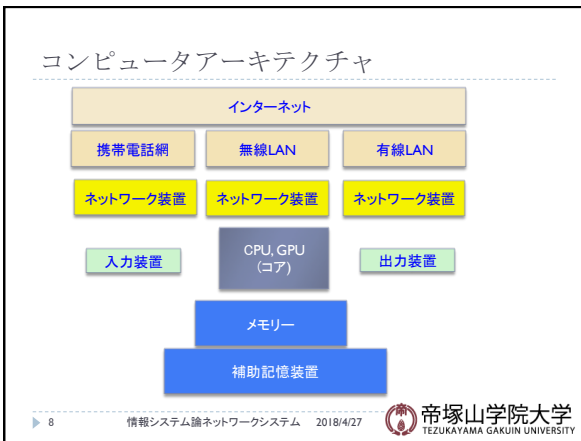 コンピュータアーキテクチャ
インターネット
携帯電話網
無線LAN
有線LAN
ネットワーク装置
ネットワーク装置
ネットワーク装置
入力装置
CPU, GPU
(コア)
出力装置
メモリー
補助記憶装置
8 情報システム論ネットワークシステム 2018/4/27
帝塚山学院大学
TEZUKAYAMA GAKUIN UNIVERSITY